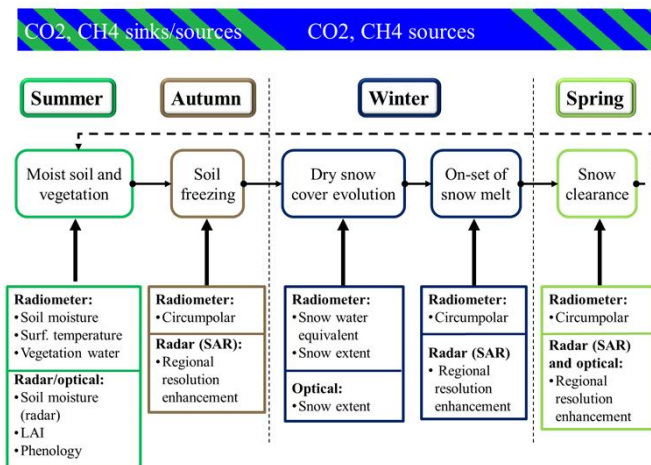 CO2, CH4 sinks/sources
CO2, CH4 sources
Summer
Autumn
Winter
Spring
Moist soil and
vegetation
Soil
freezing
Dry snow
cover evolution
On-set of
snow melt
Snow
clearance
Radiometer:
•Soil moisture
•Surf. temperature
•Vegetation water
Radar/optical:
•Soil moisture
(radar)
•LAI
•Phenology
Radiometer:
•Circumpolar
Radar (SAR):
•Regional
resolution
enhancement
Radiometer:
•Snow water
equivalent
•Snow extent
Optical:
•Snow extent
Radiometer:
•Circumpolar
Radar (SAR)
• Regional
resolution
enhancement
Radiometer:
•Circumpolar
Radar (SAR)
and optical:
•Regional
resolution
enhancement